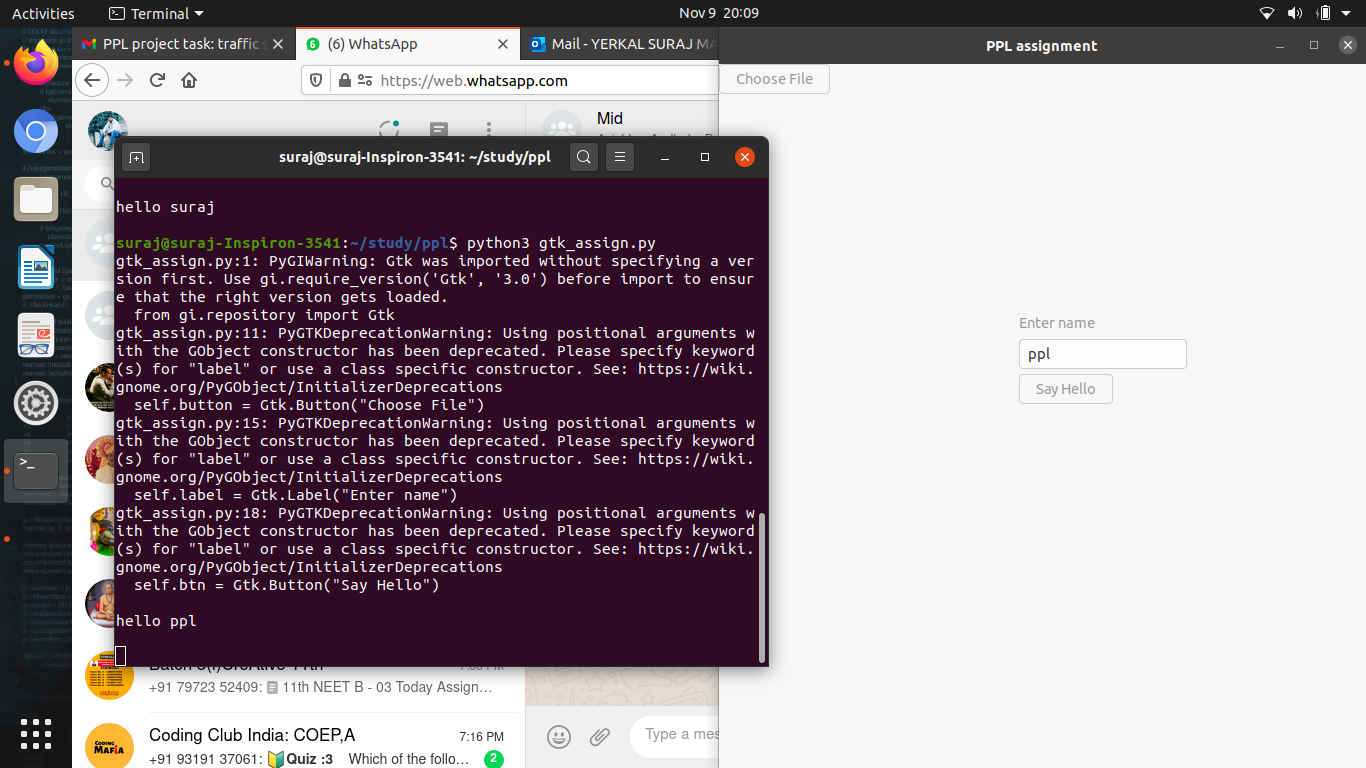 Activities
Terminal
Nov 9 20:09
PPL project task: traffic s
(6) WhatsApp
Mail - YERKAL SURAJ MA
PPL assignment
https://web.whatsapp.com
Choose File
Mid
suraj@suraj-Inspiron-3541: ~/study/ppl
hello suraj
suraj@suraj-Inspiron-3541:~/study/ppl$ python3 gtk_assign.py
gtk_assign.py:1: PyGIWarning: Gtk was imported without specifying a ver
sion first. Use gi.require_version('Gtk', '3.0') before import to ensur
e that the right version gets loaded.
from gi.repository import Gtk
gtk_assign.py:11: PyGTKDeprecationWarning: Using positional arguments w
ith the GObject constructor has been deprecated. Please specify keyword
(s) for "label" or use a class specific constructor. See: https://wiki.
gnome.org/PyGObject/InitializerDeprecations
self.button = Gtk.Button("Choose File")
gtk_assign.py:15: PyGTKDeprecationWarning: Using positional arguments w
ith the GObject constructor has been deprecated. Please specify keyword
(s) for "label" or use a class specific constructor. See: https://wiki.
gnome.org/PyGObject/InitializerDeprecations
self.label = Gtk.Label("Enter name")
gtk_assign.py:18: PyGTKDeprecationWarning: Using positional arguments w
ith the GObject constructor has been deprecated. Please specify keyword
(s) for "label" or use a class specific constructor. See: https://wiki.
gnome.org/PyGObject/InitializerDeprecations
self.btn = Gtk.Button("Say Hello")
hello ppl
Enter name
ppl
Say Hello
+91 79723 52409: 11th NEET B - 03 Today Assign…
Coding Club India: COEP,A
7:16 PM
CODING
MAFIA
+91 93191 37061: Quiz :3 Which of the follo…
2
Type a mes